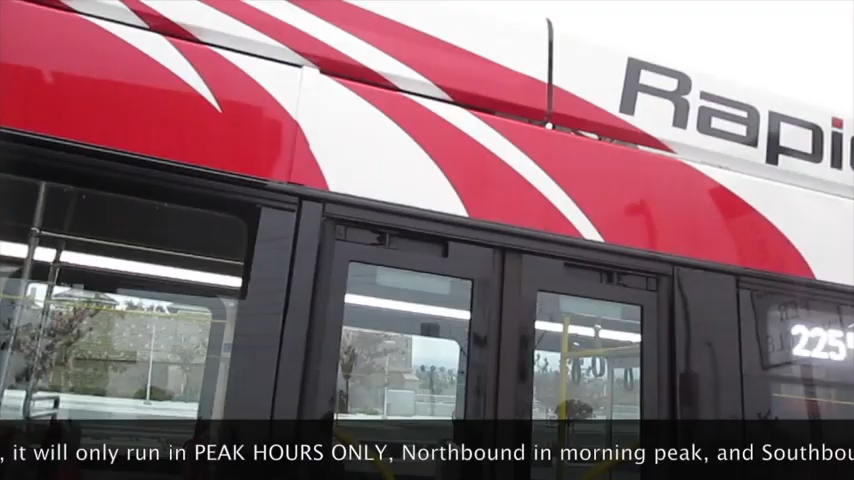 Rapi
225
, it will only run in PEAK HOURS ONLY, Northbound in morning peak, and Southbou